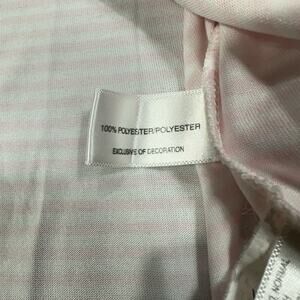 100% POLYESTER/POLYESTER
EXCLUSIVE OF DECORATION